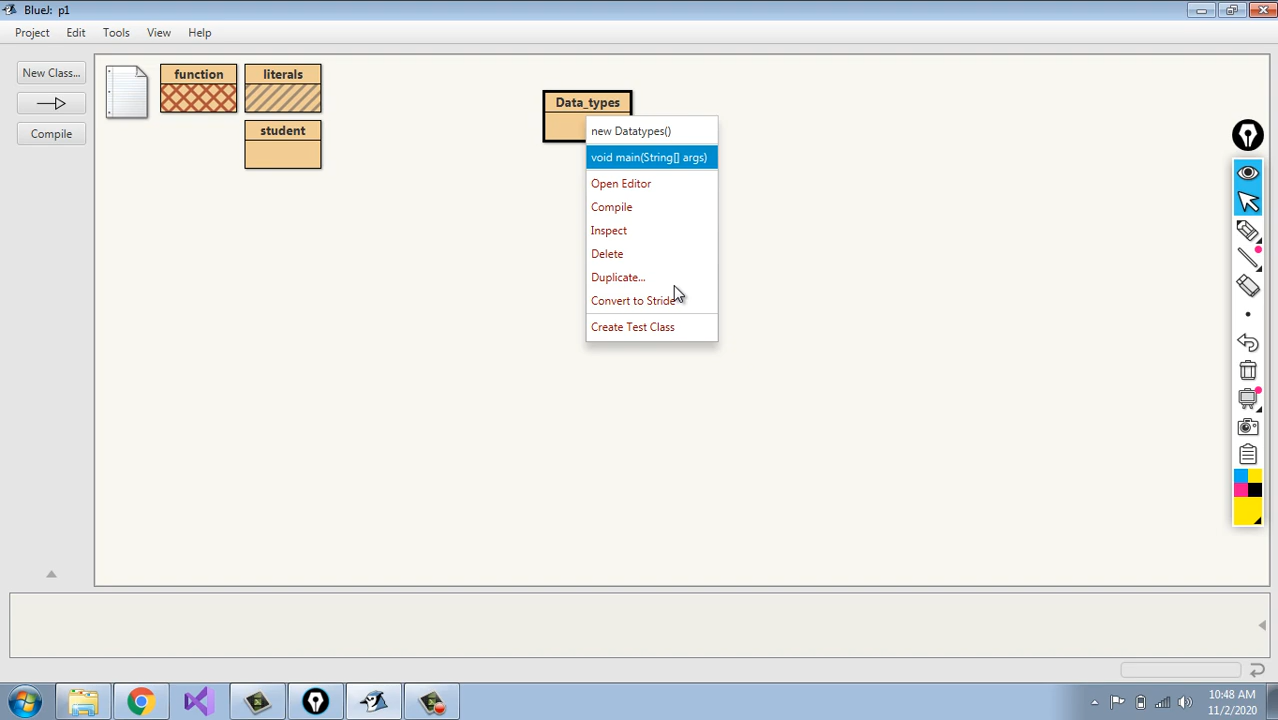 BlueJ: p1
Project Edit Tools View Help
New Class...
Compile
function
literals
student
Data_types
new Datatypes()
void main(String[] args)
Open Editor
Compile
Inspect
Delete
Duplicate...
Convert to Stride
Create Test Class
10:48 AM
11/2/2020